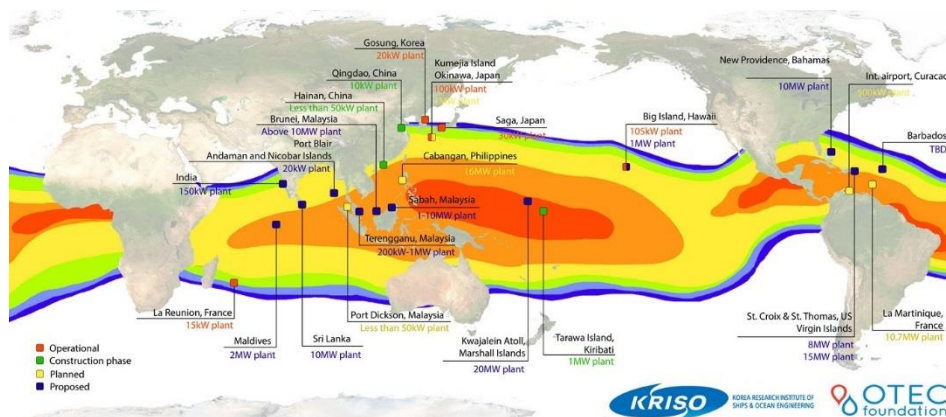 Gosung, Korea
20kW plant
Qingdao, China
10kW plant
Hainan, China
Less than 50kW plant
Brunei, Malaysia
Above 10MW plant
Port Blair
Andaman and Nicobar Islands
20kW plant
India
150kW plant
Kumejia Island
Okinawa, Japan
100kW plant
Saga, Japan
30kW plant
Cabangan, Philippines
16MW plant
Sabah, Malaysia
1-10MW plant
Terengganu, Malaysia
200kW-1MW plant
Big Island, Hawaii
105kW plant
1MW plant
New Providence, Bahamas
10MW plant
Int. airport, Curacao
500kW plant
Barbados
TBD
La Reunion, France
15kW plant
Maldives
2MW plant
Sri Lanka
10MW plant
Port Dickson, Malaysia
Less than 50kW plant
Kwajalein Atoll,
Marshall Islands
20MW plant
Tarawa Island,
Kiribati
1MW plant
St. Croix & St. Thomas, US
Virgin Islands
8MW plant
15MW plant
La Martinique,
France
10.7MW plant
Operational
Construction phase
Planned
Proposed
KRISO
KOREA RESEARCH INSTITUTE OF
SHIPS & OCEAN ENGINEERING
OTEC
foundation